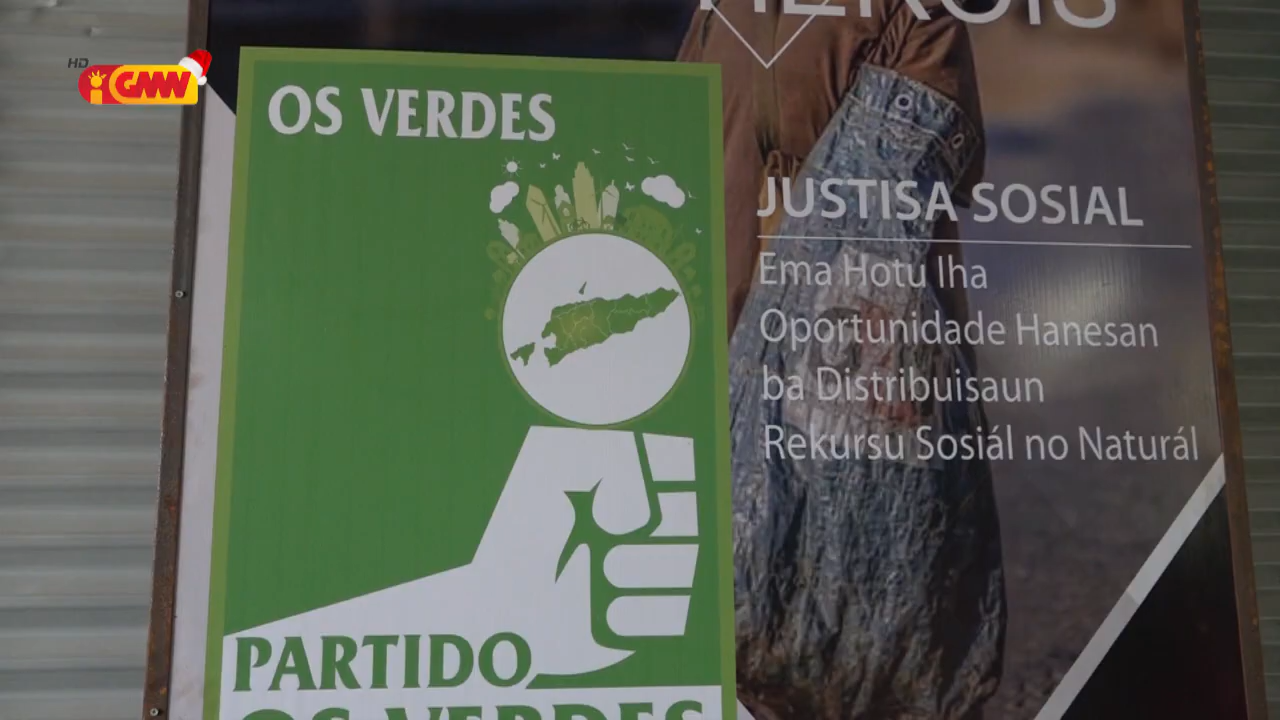 HEROIS
HD
GMN
OS VERDES
JUSTISA SOSIAL
Ema Hotu Iha
Oportunidade Hanesan
ba Distribuisaun
Rekursu Sosiál no Naturál
PARTIDO
OS VERDES